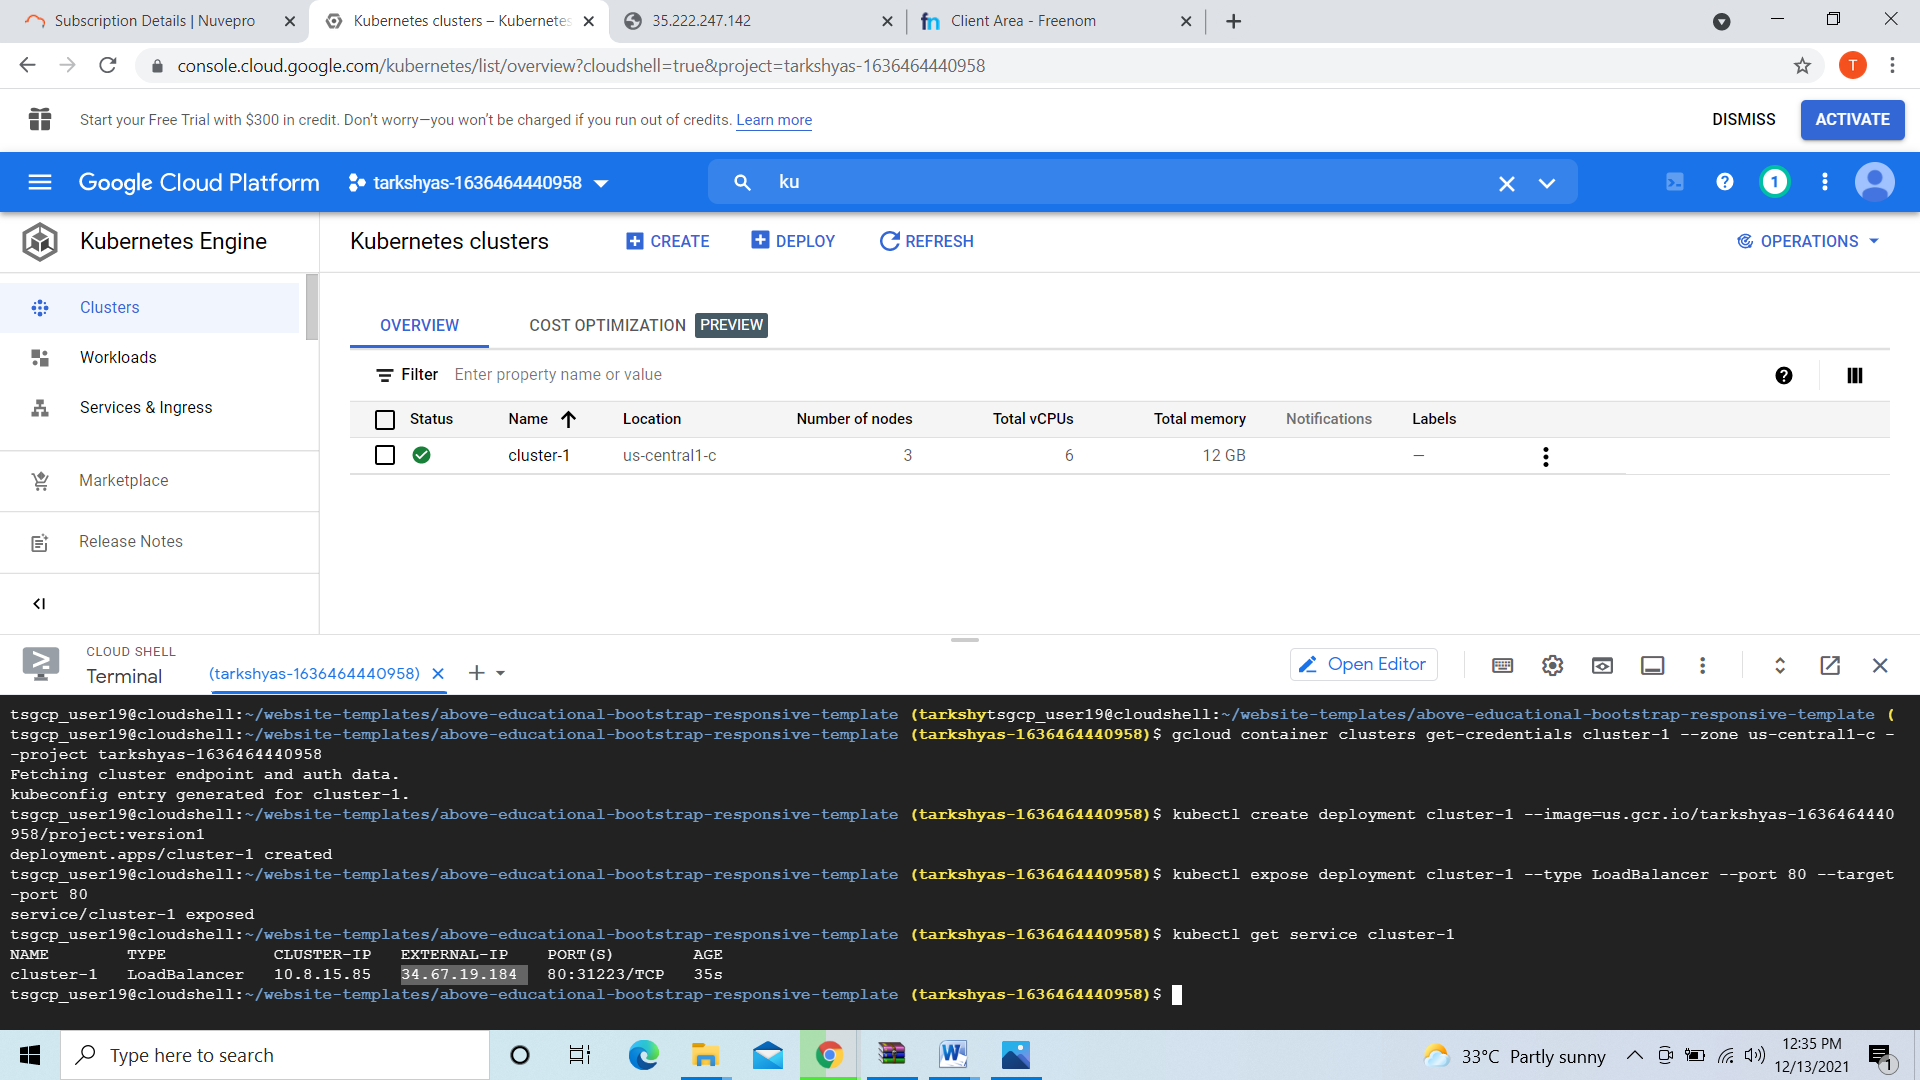 Subscription Details | Nuvepro
Kubernetes clusters – Kubernetes
35.222.247.142
fn Client Area - Freenom
console.cloud.google.com/kubernetes/list/overview?cloudshell=true&project=tarkshyas-1636464440958
T
Start your Free Trial with $300 in credit. Don't worry—you won't be charged if you run out of credits. Learn more
DISMISS
ACTIVATE
Google Cloud Platform
tarkshyas-1636464440958
ku
1
Kubernetes Engine
Kubernetes clusters
CREATE
DEPLOY
REFRESH
OPERATIONS
Clusters
Workloads
Services & Ingress
Marketplace
Release Notes
OVERVIEW
COST OPTIMIZATION PREVIEW
Filter Enter property name or value
Status Name Location Number of nodes Total vCPUs Total memory Notifications Labels
cluster-1 us-central1-c 3 6 12 GB —
CLOUD SHELL
Terminal
(tarkshyas-1636464440958)
Open Editor
tsgcp_user19@cloudshell:~/website-templates/above-educational-bootstrap-responsive-template (tarkshytsgcp_user19@cloudshell:~/website-templates/above-educational-bootstrap-responsive-template (
tsgcp_user19@cloudshell:~/website-templates/above-educational-bootstrap-responsive-template (tarkshyas-1636464440958)$ gcloud container clusters get-credentials cluster-1 --zone us-central1-c -
-project tarkshyas-1636464440958
Fetching cluster endpoint and auth data.
kubeconfig entry generated for cluster-1.
tsgcp_user19@cloudshell:~/website-templates/above-educational-bootstrap-responsive-template (tarkshyas-1636464440958)$ kubectl create deployment cluster-1 --image=us.gcr.io/tarkshyas-1636464440
958/project:version1
deployment.apps/cluster-1 created
tsgcp_user19@cloudshell:~/website-templates/above-educational-bootstrap-responsive-template (tarkshyas-1636464440958)$ kubectl expose deployment cluster-1 --type LoadBalancer --port 80 --target
-port 80
service/cluster-1 exposed
tsgcp_user19@cloudshell:~/website-templates/above-educational-bootstrap-responsive-template (tarkshyas-1636464440958)$ kubectl get service cluster-1
NAME TYPE CLUSTER-IP EXTERNAL-IP PORT(S) AGE
cluster-1 LoadBalancer 10.8.15.85 34.67.19.184 80:31223/TCP 35s
tsgcp_user19@cloudshell:~/website-templates/above-educational-bootstrap-responsive-template (tarkshyas-1636464440958)$
Type here to search
33°C Partly sunny
12:35 PM
12/13/2021
1